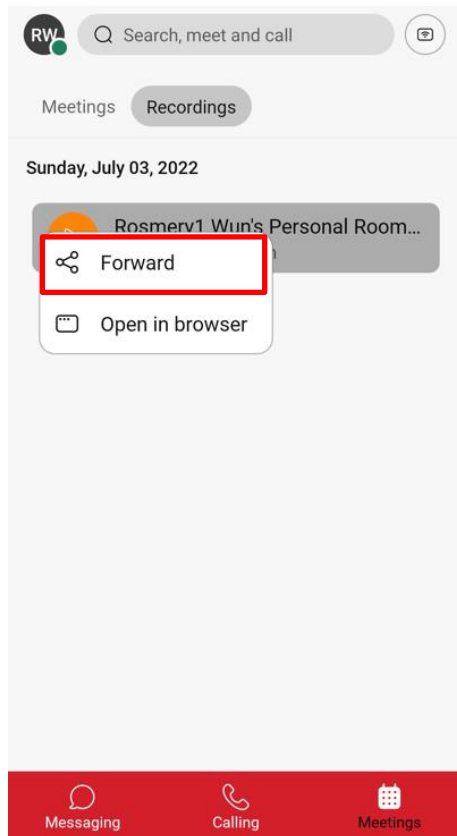 RW
Search, meet and call
Meetings
Recordings
Sunday, July 03, 2022
Rosmery1 Wun's Personal Room...
Forward
Open in browser
Messaging
Calling
Meetings